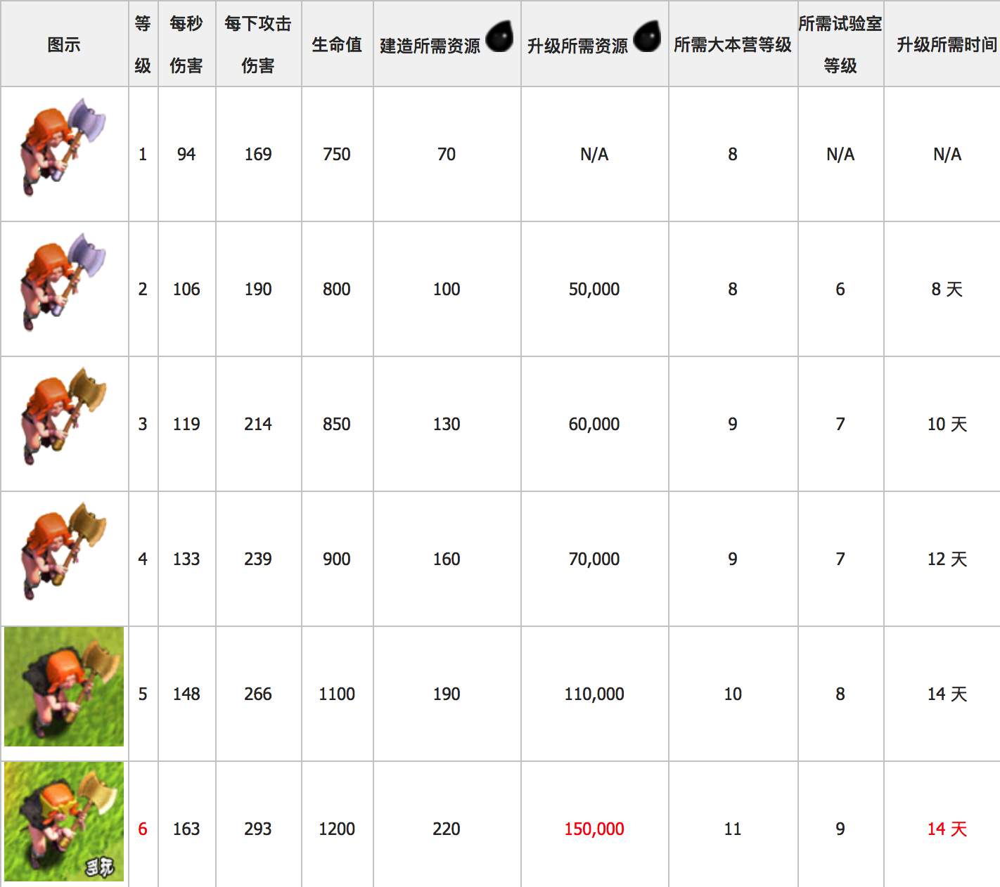 图示 等级 每秒伤害 每下攻击伤害 生命值 建造所需资源 升级所需资源 所需大本营等级 所需试验室等级 升级所需时间
1 94 169 750 70 N/A 8 N/A N/A
2 106 190 800 100 50,000 8 6 8 天
3 119 214 850 130 60,000 9 7 10 天
4 133 239 900 160 70,000 9 7 12 天
5 148 266 1100 190 110,000 10 8 14 天
6 163 293 1200 220 150,000 11 9 14 天
多玩